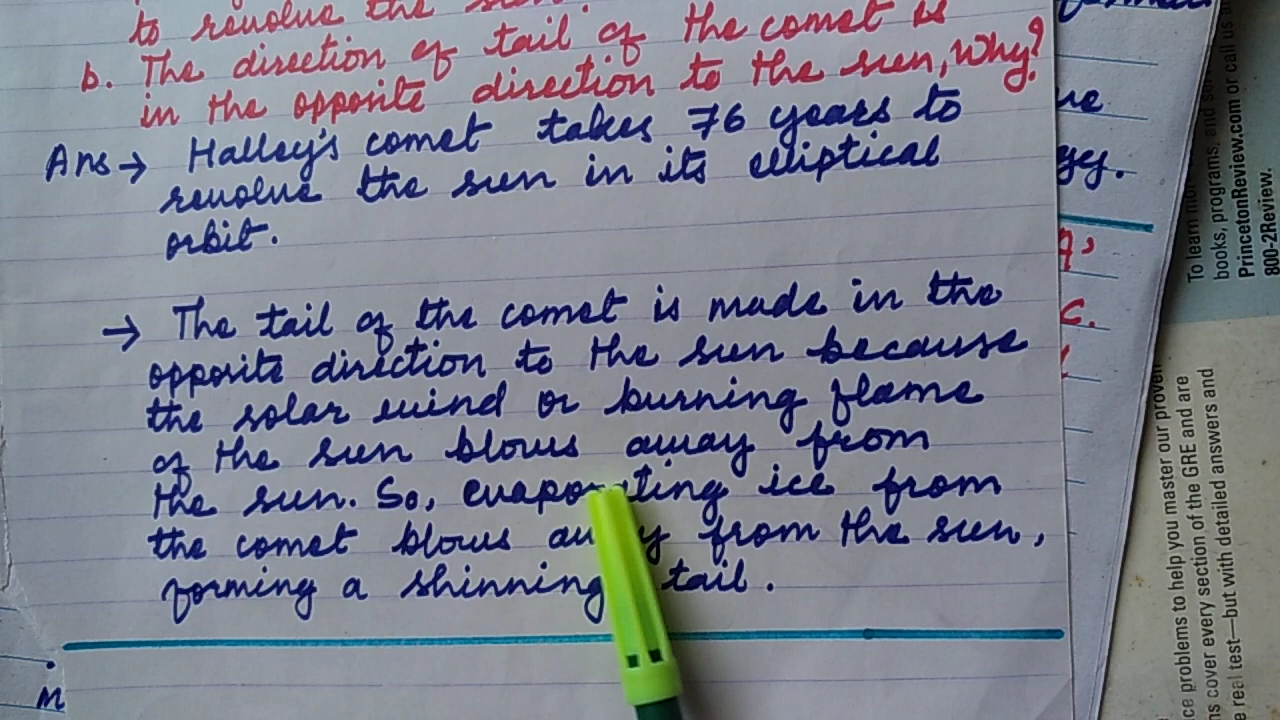 to revolve the sun
b. The direction of tail of the comet is
in the opposite direction to the sun, Why?
Ans → Halley's comet takes 76 years to
revolve the sun in its elliptical
orbit.
→ The tail of the comet is made in the
opposite direction to the sun because
the solar wind or burning flame
of the sun blows away from
the sun. So, evaporating ice from
the comet blows away from the sun,
forming a shinning tail.
gy.
C.
m
books, programs, and
PrincetonReview.com or call us
800-2Review.
ce problems to help you master our proven
s cover every section of the GRE and are
e real test—but with detailed answers and